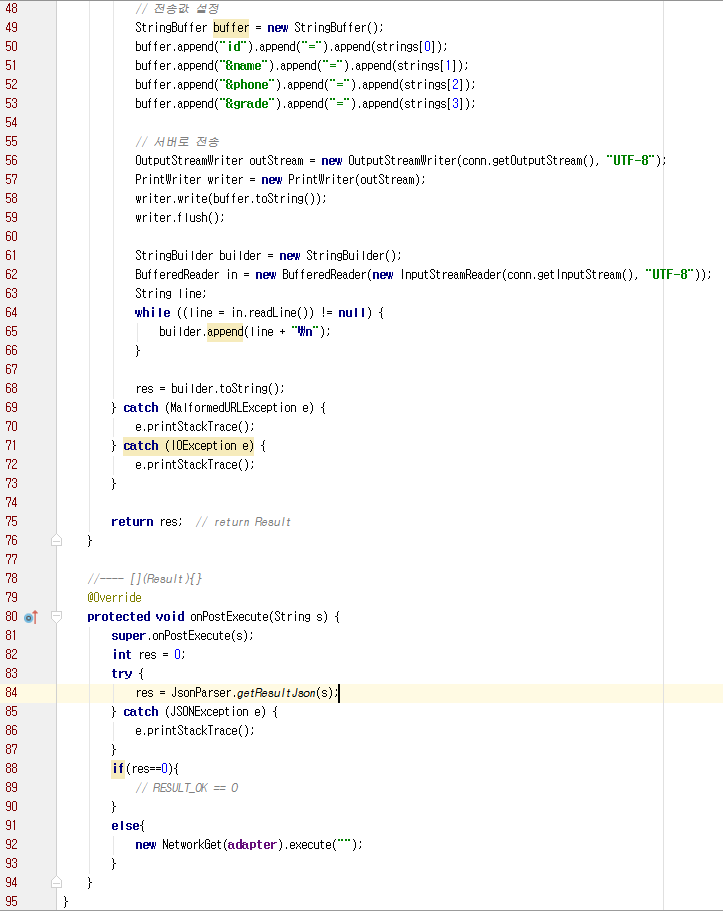 48 // 전송값 설정
49 StringBuffer buffer = new StringBuffer();
50 buffer.append("id").append("=").append(strings[0]);
51 buffer.append("&name").append("=").append(strings[1]);
52 buffer.append("&phone").append("=").append(strings[2]);
53 buffer.append("&grade").append("=").append(strings[3]);
54
55 // 서버로 전송
56 OutputStreamWriter outStream = new OutputStreamWriter(conn.getOutputStream(), "UTF-8");
57 PrintWriter writer = new PrintWriter(outStream);
58 writer.write(buffer.toString());
59 writer.flush();
60
61 StringBuilder builder = new StringBuilder();
62 BufferedReader in = new BufferedReader(new InputStreamReader(conn.getInputStream(), "UTF-8"));
63 String line;
64 while ((line = in.readLine()) != null) {
65 builder.append(line + "₩n");
66 }
67
68 res = builder.toString();
69 } catch (MalformedURLException e) {
70 e.printStackTrace();
71 } catch (IOException e) {
72 e.printStackTrace();
73 }
74
75 return res; // return Result
76 }
77
78 //---- [](Result){}
79 @Override
80 protected void onPostExecute(String s) {
81 super.onPostExecute(s);
82 int res = 0;
83 try {
84 res = JsonParser.getResultJson(s);
85 } catch (JSONException e) {
86 e.printStackTrace();
87 }
88 if(res==0){
89 // RESULT_OK == 0
90 }
91 else{
92 new NetworkGet(adapter).execute("");
93 }
94 }
95 }